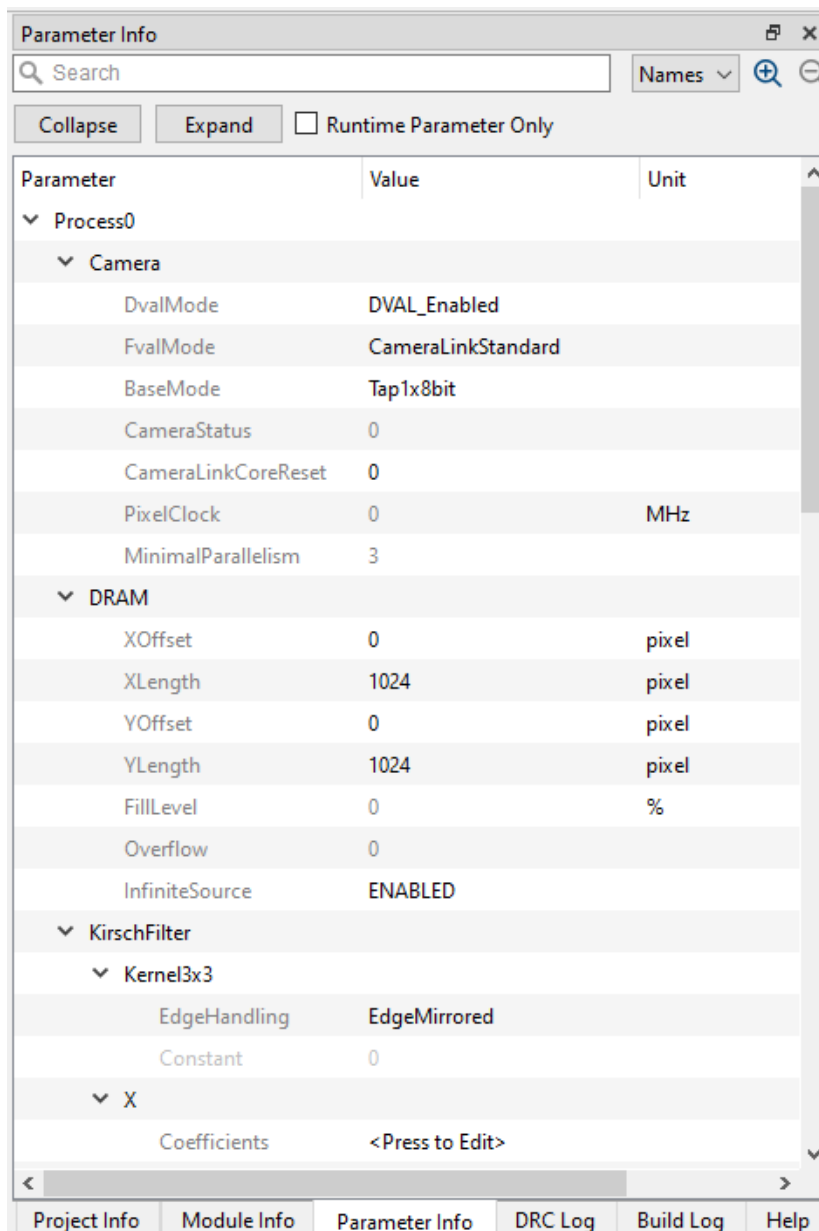 Parameter Info
Search
Names
Collapse Expand Runtime Parameter Only
Parameter Value Unit
Process0
Camera
DvalMode DVAL_Enabled
FvalMode CameraLinkStandard
BaseMode Tap1x8bit
CameraStatus 0
CameraLinkCoreReset 0
PixelClock 0 MHz
MinimalParallelism 3
DRAM
XOffset 0 pixel
XLength 1024 pixel
YOffset 0 pixel
YLength 1024 pixel
FillLevel 0 %
Overflow 0
InfiniteSource ENABLED
KirschFilter
Kernel3x3
EdgeHandling EdgeMirrored
Constant 0
X
Coefficients <Press to Edit>
Project Info Module Info Parameter Info DRC Log Build Log Help